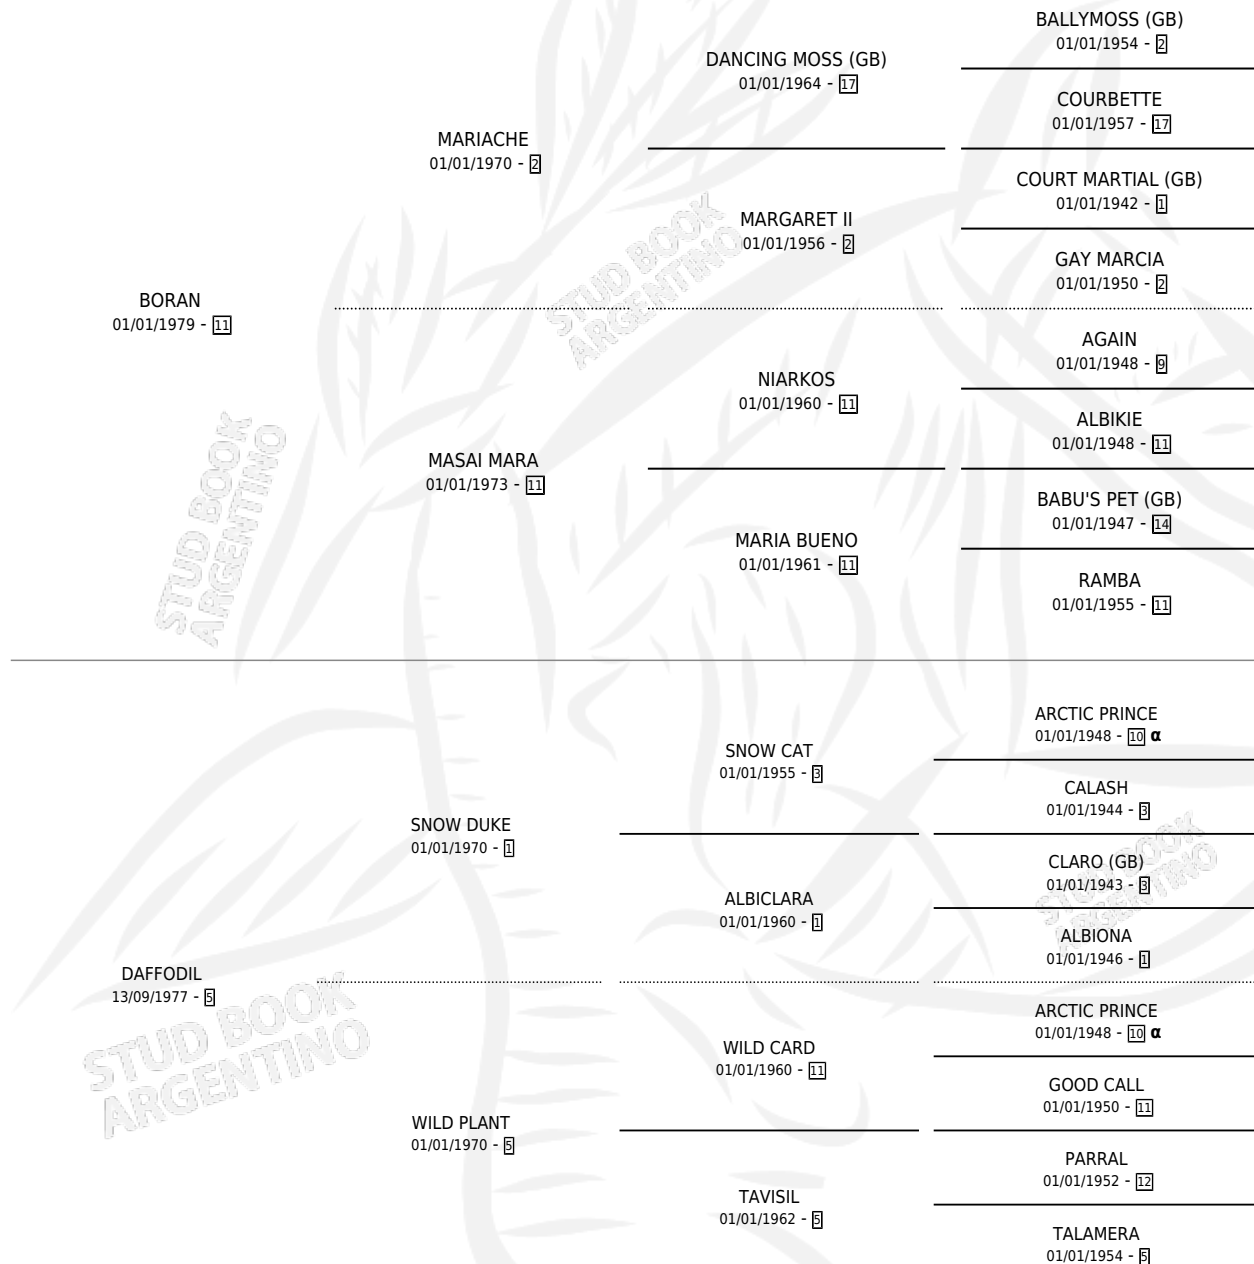 BALLYMOSS (GB)
01/01/1954 - 2
DANCING MOSS (GB)
01/01/1964 - 17
COURBETTE
01/01/1957 - 17
MARIACHE
01/01/1970 - 2
COURT MARTIAL (GB)
01/01/1942 - 1
MARGARET II
01/01/1956 - 2
GAY MARCIA
01/01/1950 - 2
BORAN
01/01/1979 - 11
AGAIN
01/01/1948 - 9
NIARKOS
01/01/1960 - 11
ALBIKIE
01/01/1948 - 11
MASAI MARA
01/01/1973 - 11
BABU'S PET (GB)
01/01/1947 - 14
MARIA BUENO
01/01/1961 - 11
RAMBA
01/01/1955 - 11
ARCTIC PRINCE
01/01/1948 - 10 α
SNOW CAT
01/01/1955 - 3
CALASH
01/01/1944 - 3
SNOW DUKE
01/01/1970 - 1
CLARO (GB)
01/01/1943 - 3
ALBICLARA
01/01/1960 - 1
ALBIONA
01/01/1946 - 1
DAFFODIL
13/09/1977 - 5
ARCTIC PRINCE
01/01/1948 - 10 α
WILD CARD
01/01/1960 - 11
GOOD CALL
01/01/1950 - 11
WILD PLANT
01/01/1970 - 5
PARRAL
01/01/1952 - 12
TAVISIL
01/01/1962 - 5
TALAMERA
01/01/1954 - 5
STUD BOOK
ARGENTINO
STUD BOOK
ARGENTINO
STUD BOOK
ARGENTINO
STUD BOOK
ARGENTINO